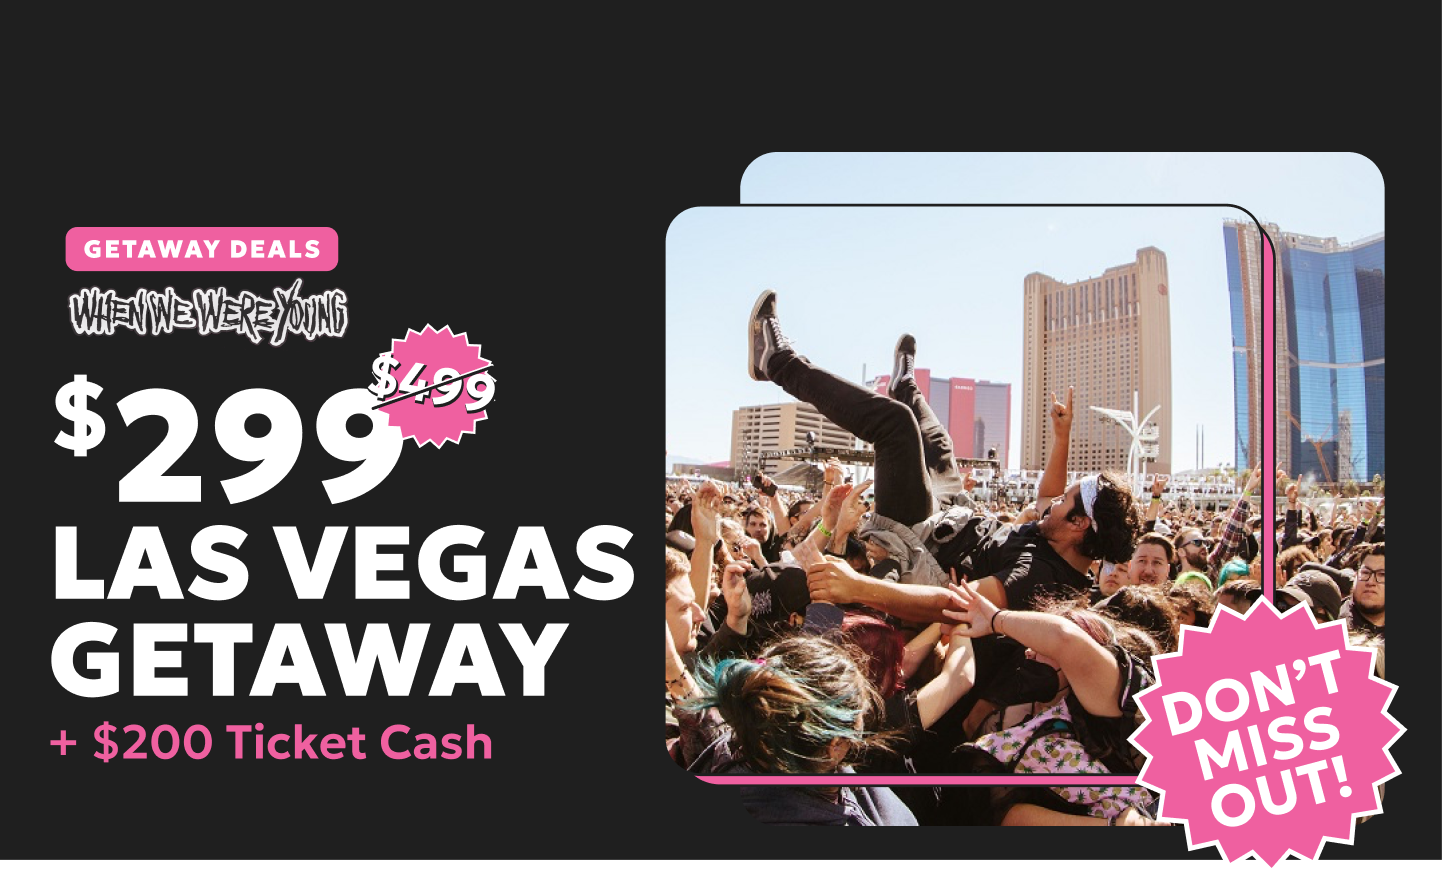 GETAWAY DEALS
WHEN WE WERE YOUNG
$499
$299
LAS VEGAS
GETAWAY
+ $200 Ticket Cash
DON'T
MISS
OUT!